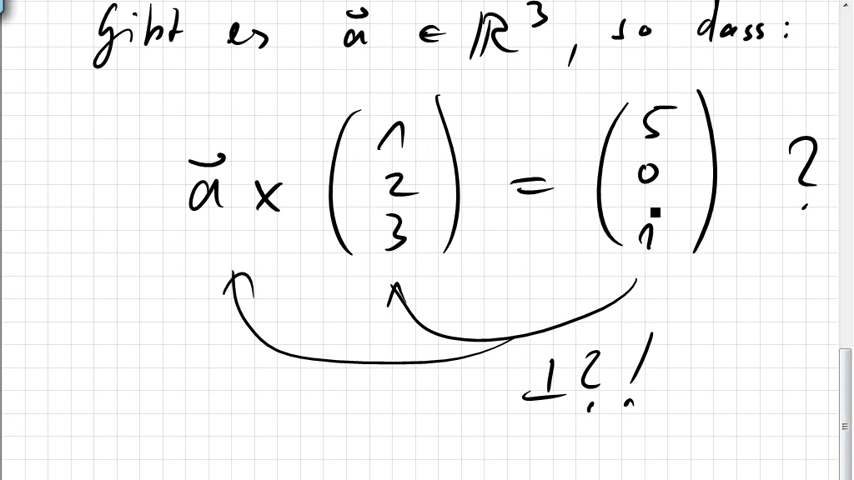 Gibt es a⃗ ∈ ℝ³, so dass:
a⃗ × (1 2 3) = (5 0 1) ?
⊥ ? !